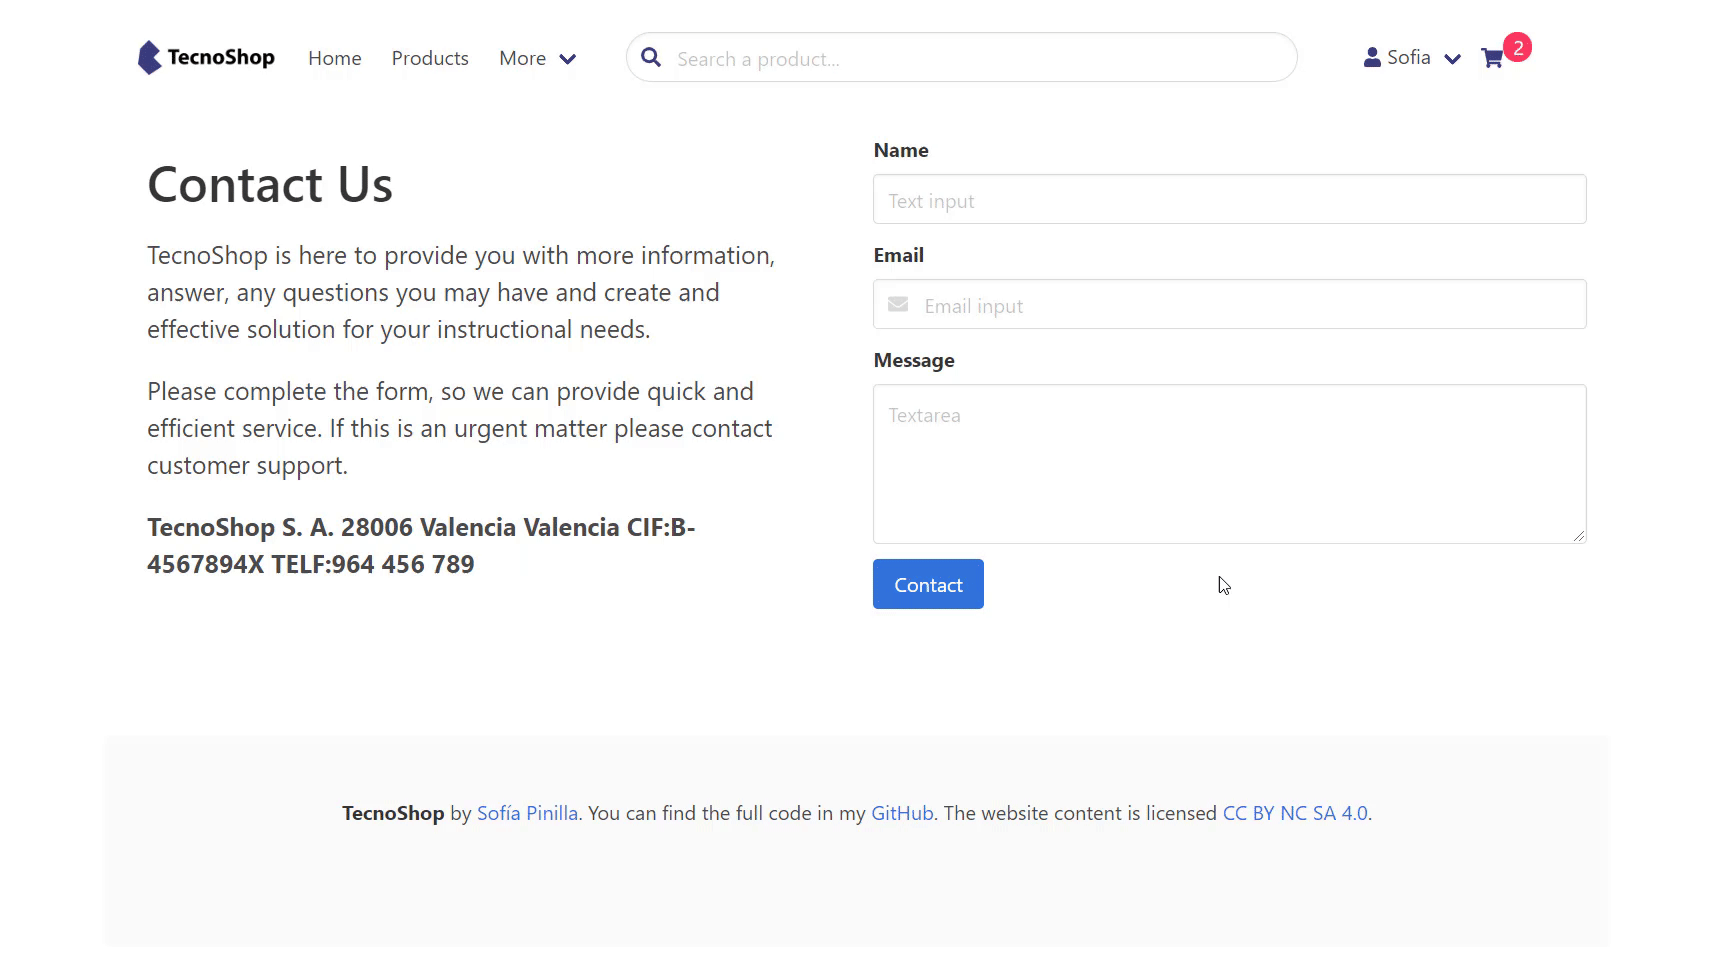 TecnoShop Home Products More Search a product... Sofia 2
Contact Us
TecnoShop is here to provide you with more information,
answer, any questions you may have and create and
effective solution for your instructional needs.
Please complete the form, so we can provide quick and
efficient service. If this is an urgent matter please contact
customer support.
TecnoShop S. A. 28006 Valencia Valencia CIF:B-
4567894X TELF:964 456 789
Name
Text input
Email
Email input
Message
Textarea
Contact
TecnoShop by Sofía Pinilla. You can find the full code in my GitHub. The website content is licensed CC BY NC SA 4.0.